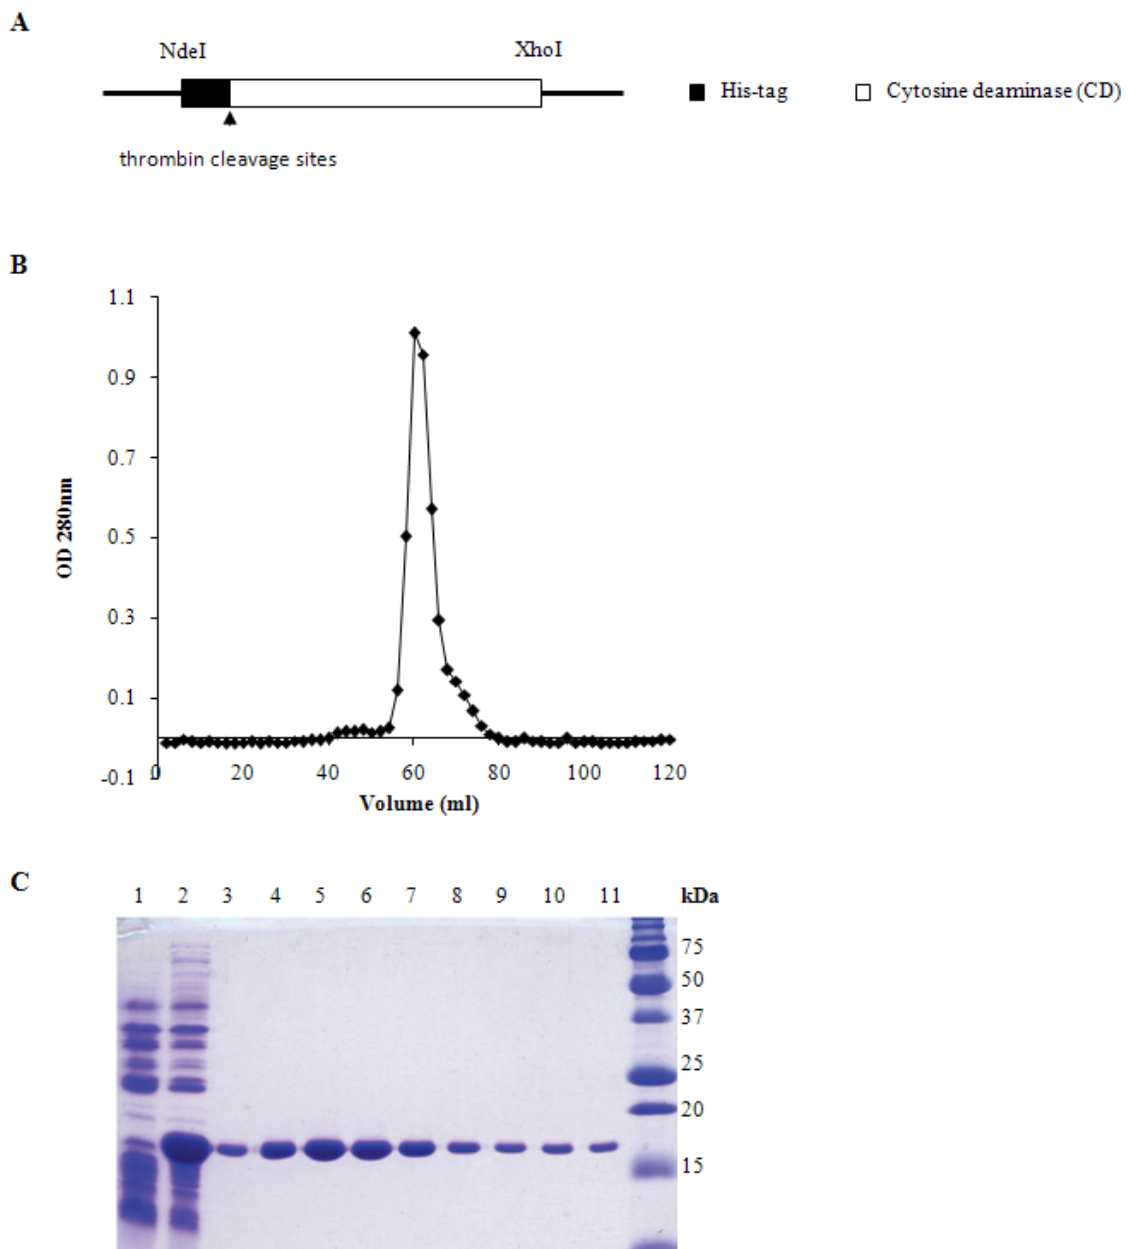 A
NdeI XhoI
His-tag Cytosine deaminase (CD)
thrombin cleavage sites
B
1.1
0.9
0.7
0.5
0.3
0.1
-0.1
OD 280nm
0 20 40 60 80 100 120
Volume (ml)
C
1 2 3 4 5 6 7 8 9 10 11 kDa
75
50
37
25
20
15